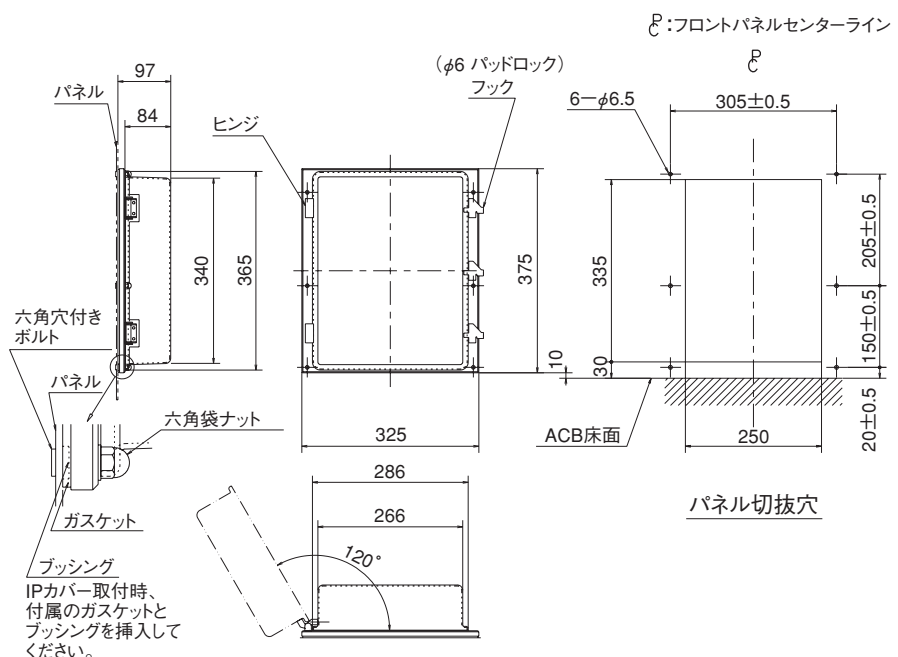 ㋐:フロントパネルセンターライン
97
84
パネル
340
365
六角穴付き
ボルト
パネル
六角袋ナット
ガスケット
ブッシング
IPカバー取付時、
付属のガスケットと
ブッシングを挿入して
ください。
(φ6 パッドロック)
フック
ヒンジ
375
10
325
286
266
120°
6-φ6.5
305±0.5
335
30
205±0.5
150±0.5
20±0.5
ACB床面
250
パネル切抜穴